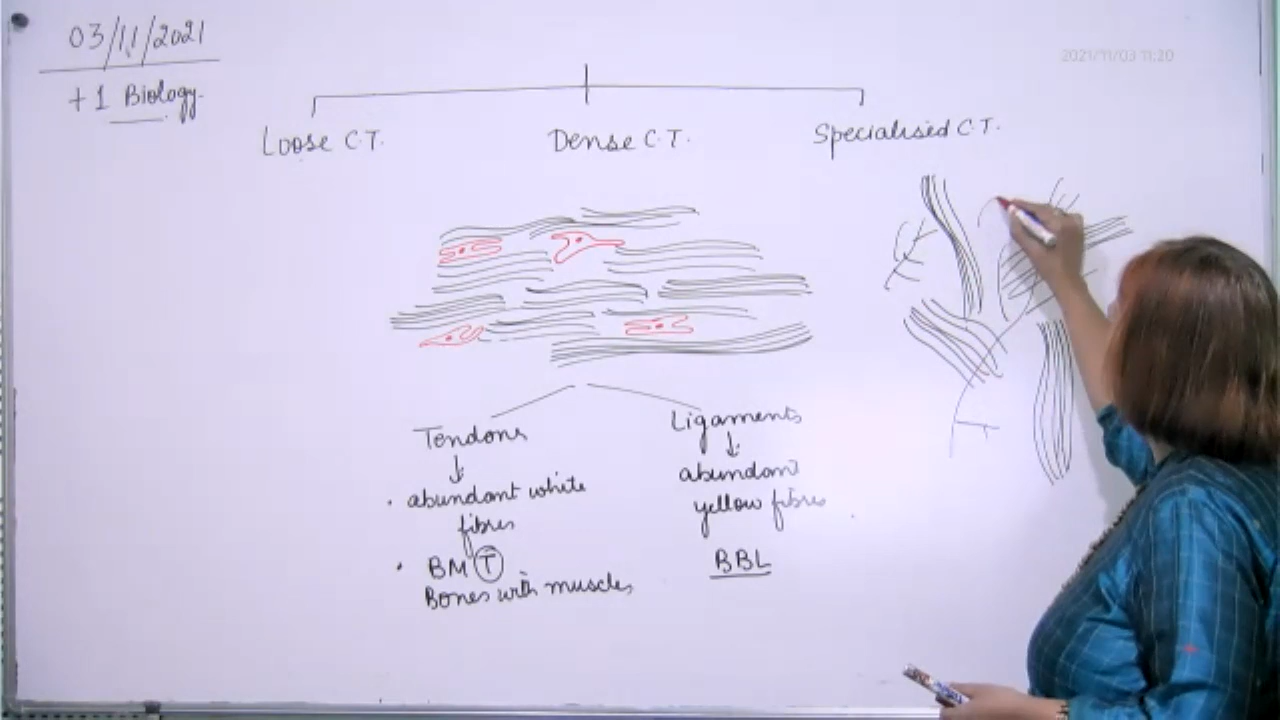 03/11/2021
+1 Biology.
2021/11/03 11:20
Loose C.T.
Dense C.T.
Specialised C.T.
Tendons
· abundant white
fibres
· BM T
Bones with muscles
Ligaments
abundant
yellow fibres
BBL